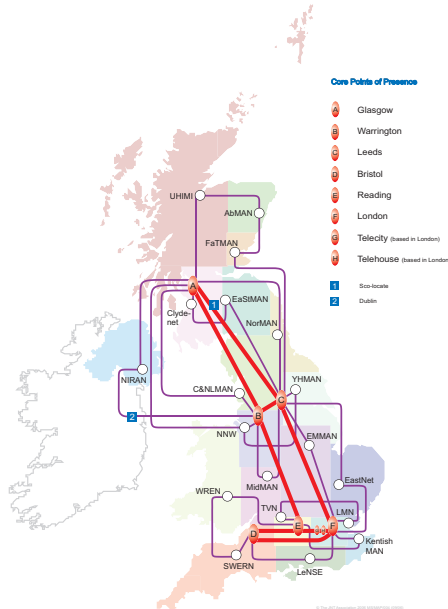 Core Points of Presence
A Glasgow
B Warrington
C Leeds
D Bristol
E Reading
F London
G Telecity (based in London)
H Telehouse (based in London
1 Sco-locate
2 Dublin
UHIMI
AbMAN
FaTMAN
A
EaStMAN
1
Clyde-
net
NorMAN
NIRAN
C&NLMAN
YHMAN
C
B
2
NNW
EMMAN
MidMAN
EastNet
WREN
TVN
LMN
E
F
D
Kentish
MAN
SWERN
LeNSE